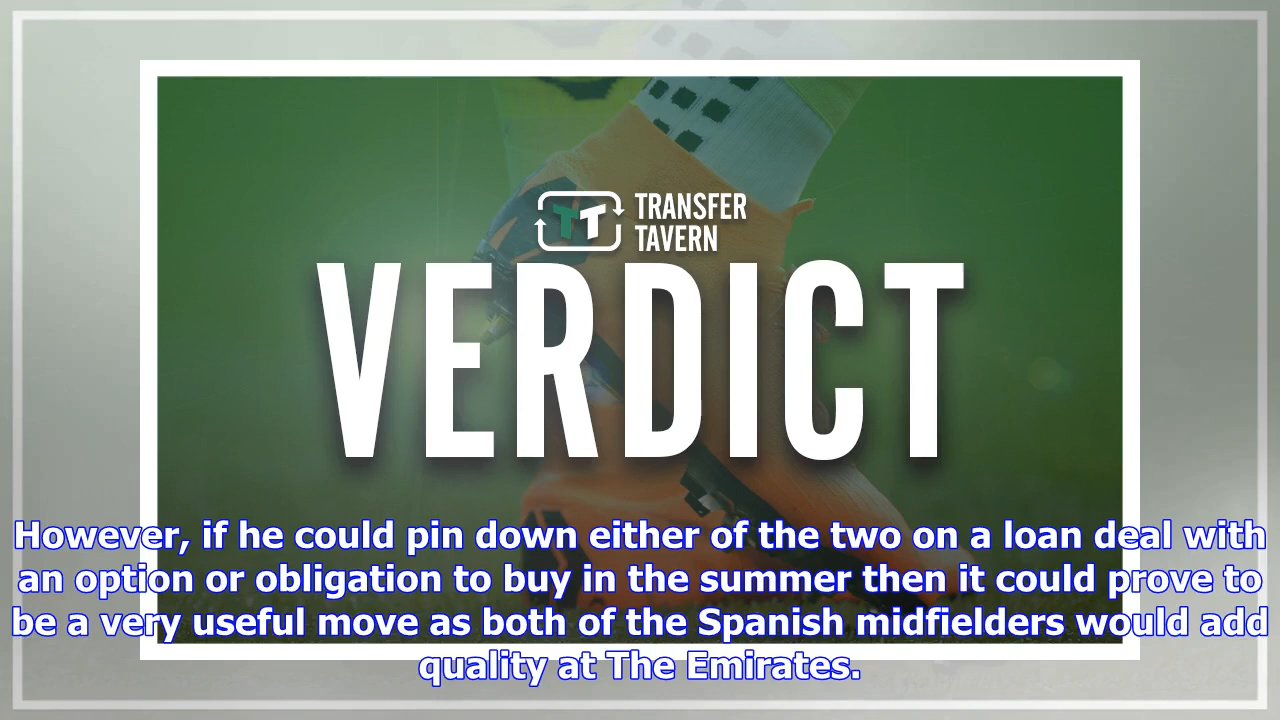 TT
TRANSFER
TAVERN
VERDICT
However, if he could pin down either of the two on a loan deal with
an option or obligation to buy in the summer then it could prove to
be a very useful move as both of the Spanish midfielders would add
quality at The Emirates.